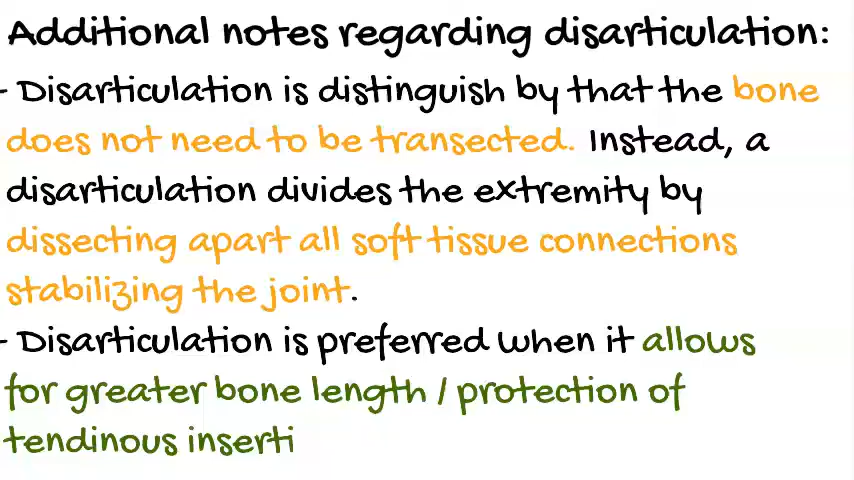 Additional notes regarding disarticulation:
- Disarticulation is distinguish by that the bone
does not need to be transected. Instead, a
disarticulation divides the extremity by
dissecting apart all soft tissue connections
stabilizing the joint.
- Disarticulation is preferred when it allows
for greater bone length / protection of
tendinous inserti